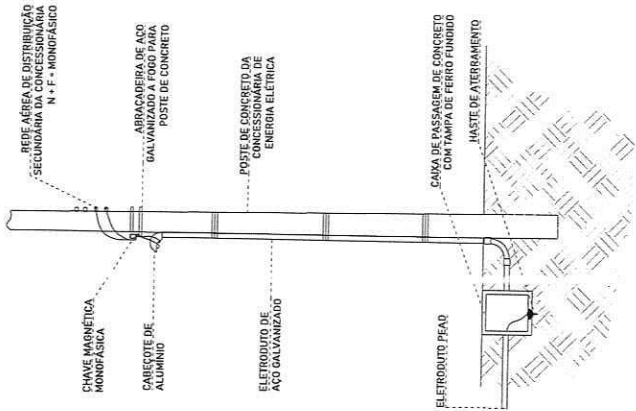 REDE AÉREA DE DISTRIBUIÇÃO
SECUNDÁRIA DA CONCESSIONÁRIA
N + F = MONOFÁSICO
ABRAÇADEIRA DE AÇO
GALVANIZADO A FOGO PARA
POSTE DE CONCRETO
POSTE DE CONCRETO DA
CONCESSIONÁRIA DE
ENERGIA ELÉTRICA
CAIXA DE PASSAGEM DE CONCRETO
COM TAMPA DE FERRO FUNDIDO
HASTE DE ATERRAMENTO
CHAVE MAGNÉTICA
MONOFÁSICA
CABEÇOTE DE
ALUMÍNIO
ELETRODUTO DE
AÇO GALVANIZADO
ELETRODUTO PEAD